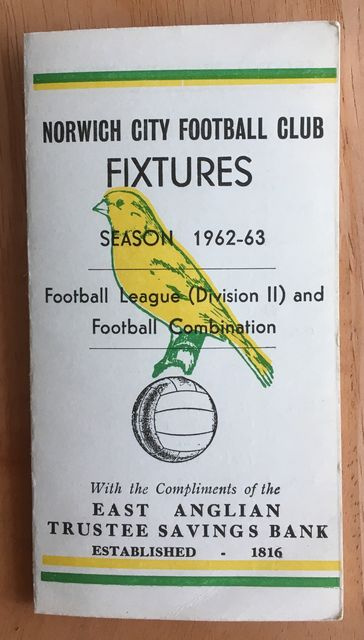 NORWICH CITY FOOTBALL CLUB
FIXTURES
SEASON 1962-63
Football League (Division II) and
Football Combination
With the Compliments of the
EAST ANGLIAN
TRUSTEE SAVINGS BANK
ESTABLISHED - 1816